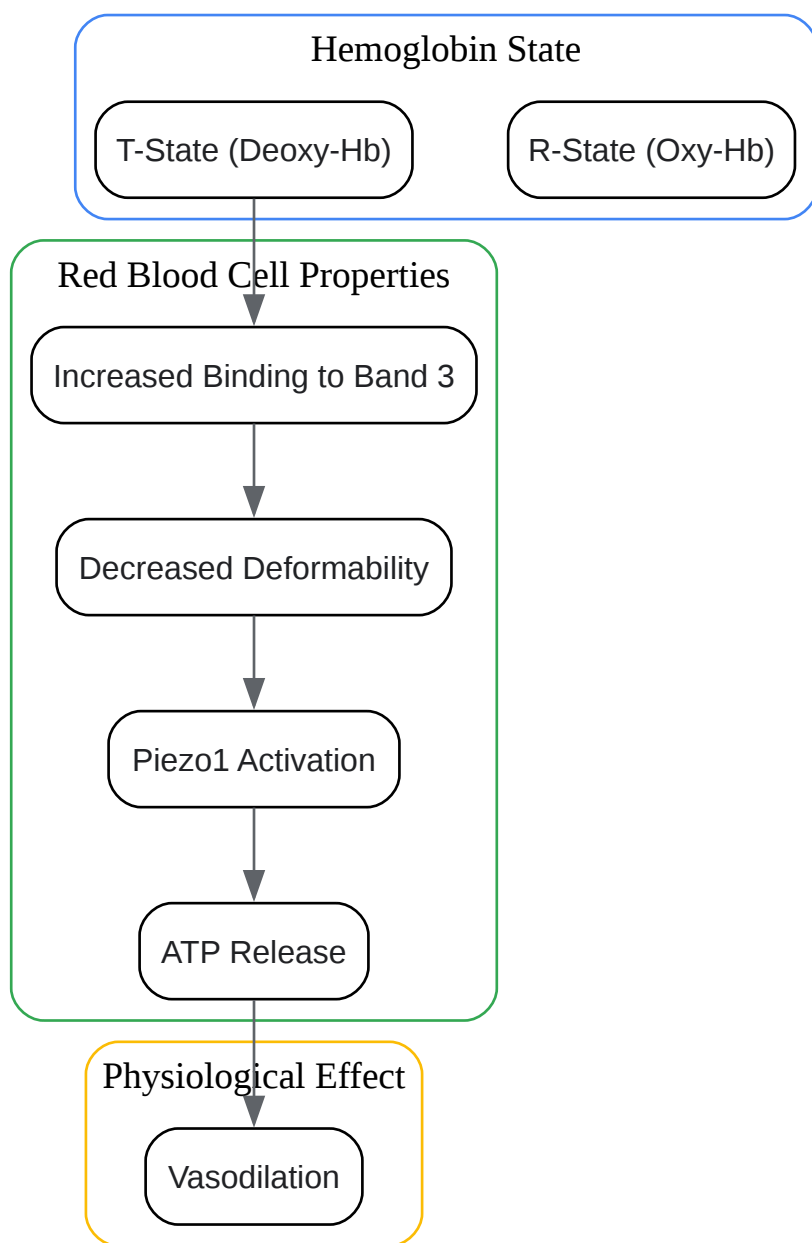 Hemoglobin State
T-State (Deoxy-Hb)
R-State (Oxy-Hb)
Red Blood Cell Properties
Increased Binding to Band 3
Decreased Deformability
Piezo1 Activation
ATP Release
Physiological Effect
Vasodilation